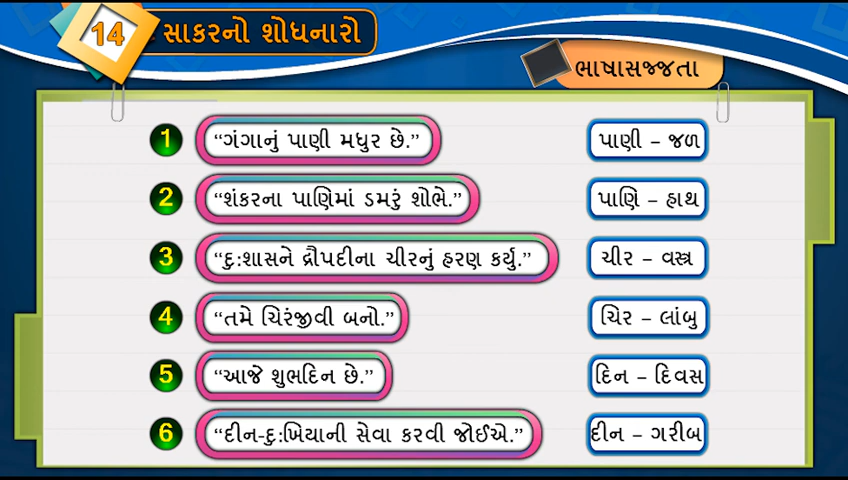 14 સાકરનો શોધનારો
ભાષાસજ્જતા
1 “ગંગાનું પાણી મધુર છે.” પાણી – જળ
2 “શંકરના પાણિમાં ડમરું શોભે.” પાણિ – હાથ
3 “દુ:શાસને દ્રૌપદીના ચીરનું હરણ કર્યુ.” ચીર – વસ્ત્ર
4 “તમે ચિરંજીવી બનો.” ચિર – લાંબુ
5 “આજે શુભદિન છે.” દિન – દિવસ
6 “દીન-દુ:ખિયાની સેવા કરવી જોઈએ.” દીન – ગરીબ